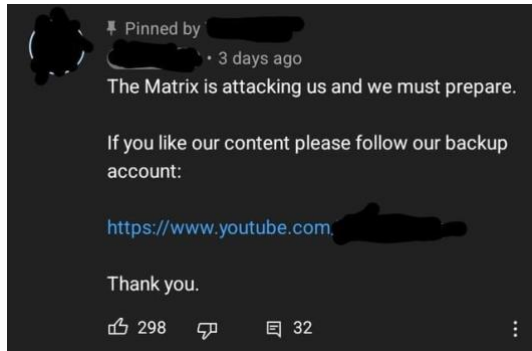 Pinned by
• 3 days ago
The Matrix is attacking us and we must prepare.
If you like our content please follow our backup
account:
https://www.youtube.com
Thank you.
298 32